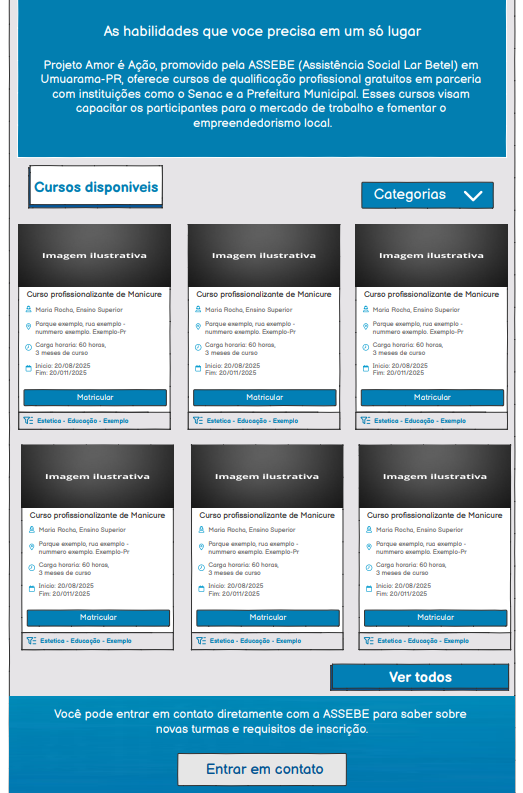 As habilidades que voce precisa em um só lugar
Projeto Amor é Ação, promovido pela ASSEBE (Assistência Social Lar Betel) em
Umuarama-PR, oferece cursos de qualificação profissional gratuitos em parceria
com instituições como o Senac e a Prefeitura Municipal. Esses cursos visam
capacitar os participantes para o mercado de trabalho e fomentar o
empreendedorismo local.
Cursos disponiveis
Categorias
Imagem ilustrativa
Curso profissionalizante de Manicure
Maria Rocha, Ensino Superior
Parque exemplo, rua exemplo -
nummero exemplo. Exemplo-Pr
Carga horaria: 60 horas,
3 meses de curso
Inicio: 20/08/2025
Fim: 20/011/2025
Matricular
Estetica - Educação - Exemplo
Imagem ilustrativa
Curso profissionalizante de Manicure
Maria Rocha, Ensino Superior
Parque exemplo, rua exemplo -
nummero exemplo. Exemplo-Pr
Carga horaria: 60 horas,
3 meses de curso
Inicio: 20/08/2025
Fim: 20/011/2025
Matricular
Estetica - Educação - Exemplo
Imagem ilustrativa
Curso profissionalizante de Manicure
Maria Rocha, Ensino Superior
Parque exemplo, rua exemplo -
nummero exemplo. Exemplo-Pr
Carga horaria: 60 horas,
3 meses de curso
Inicio: 20/08/2025
Fim: 20/011/2025
Matricular
Estetica - Educação - Exemplo
Imagem ilustrativa
Curso profissionalizante de Manicure
Maria Rocha, Ensino Superior
Parque exemplo, rua exemplo -
nummero exemplo. Exemplo-Pr
Carga horaria: 60 horas,
3 meses de curso
Inicio: 20/08/2025
Fim: 20/011/2025
Matricular
Estetica - Educação - Exemplo
Imagem ilustrativa
Curso profissionalizante de Manicure
Maria Rocha, Ensino Superior
Parque exemplo, rua exemplo -
nummero exemplo. Exemplo-Pr
Carga horaria: 60 horas,
3 meses de curso
Inicio: 20/08/2025
Fim: 20/011/2025
Matricular
Estetica - Educação - Exemplo
Imagem ilustrativa
Curso profissionalizante de Manicure
Maria Rocha, Ensino Superior
Parque exemplo, rua exemplo -
nummero exemplo. Exemplo-Pr
Carga horaria: 60 horas,
3 meses de curso
Inicio: 20/08/2025
Fim: 20/011/2025
Matricular
Estetica - Educação - Exemplo
Ver todos
Você pode entrar em contato diretamente com a ASSEBE para saber sobre
novas turmas e requisitos de inscrição.
Entrar em contato